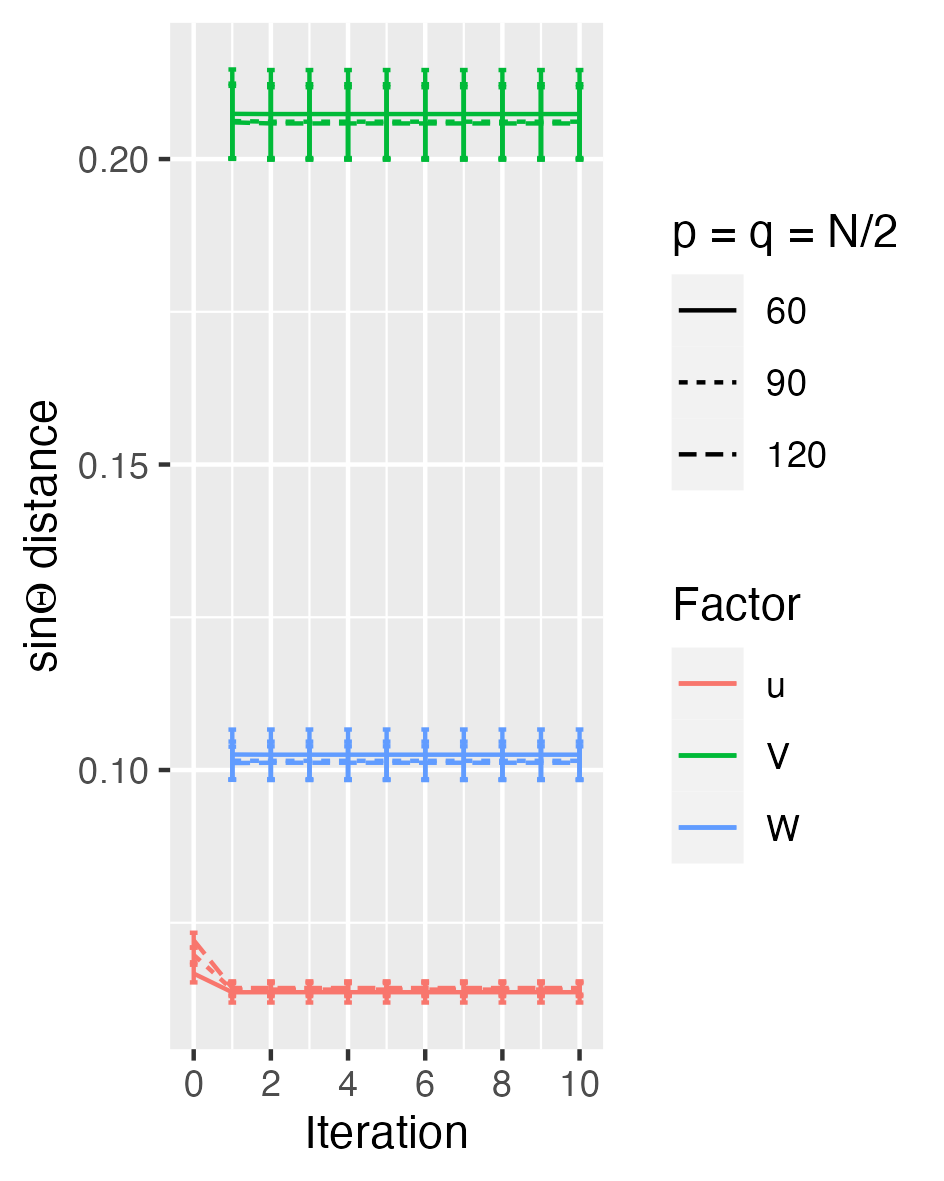 sinΘ distance
0.20
0.15
0.10
0 2 4 6 8 10
Iteration
p = q = N/2
60
90
120
Factor
u
V
W